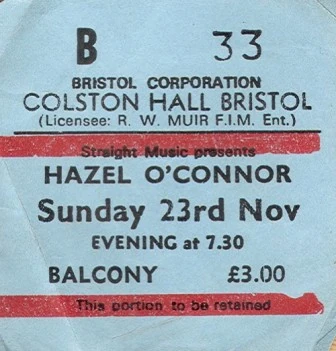 B 33
BRISTOL CORPORATION
COLSTON HALL BRISTOL
(Licensee: R. W. MUIR F.I.M. Ent.)
Straight Music presents
HAZEL O'CONNOR
Sunday 23rd Nov
EVENING at 7.30
BALCONY £3.00
This portion to be retained